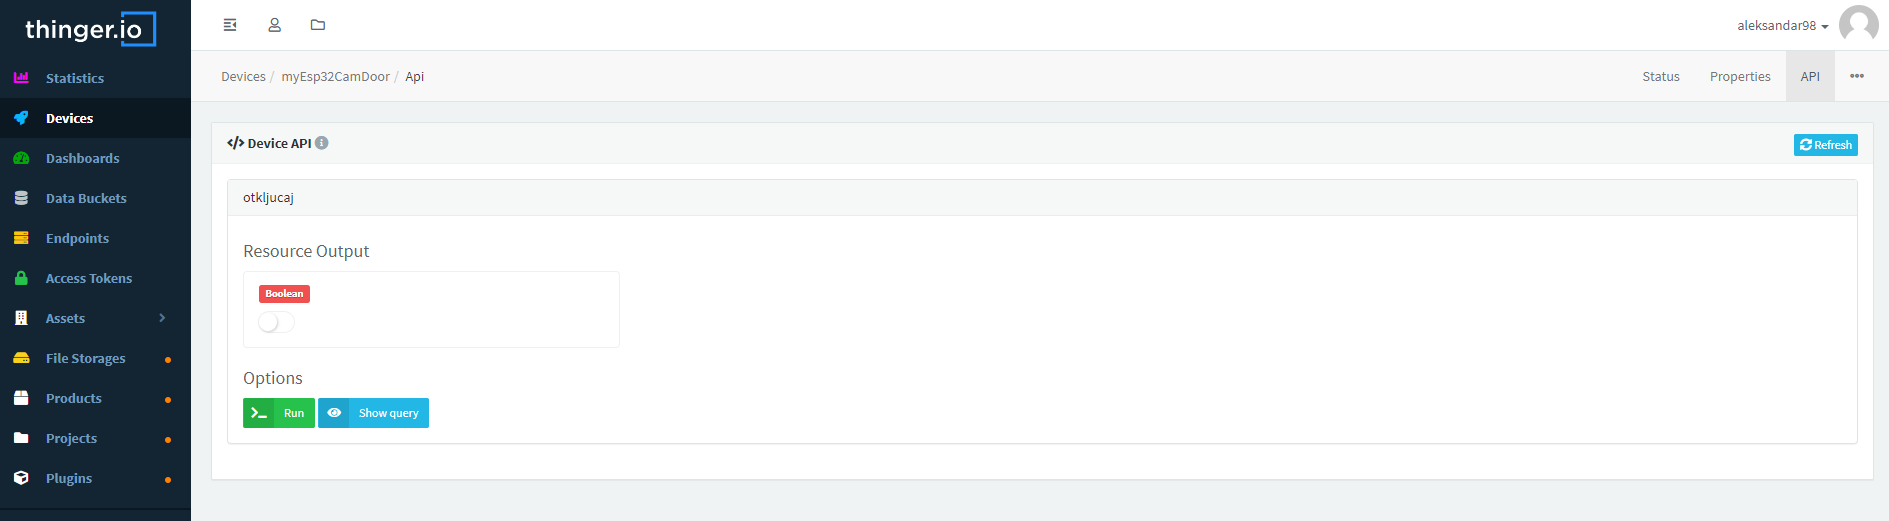 thinger.io
aleksandar98
Statistics
Devices
Dashboards
Data Buckets
Endpoints
Access Tokens
Assets
File Storages
Products
Projects
Plugins
Devices / myEsp32CamDoor / Api
Status Properties API •••
</> Device API
Refresh
otkljucaj
Resource Output
Boolean
Options
Run Show query